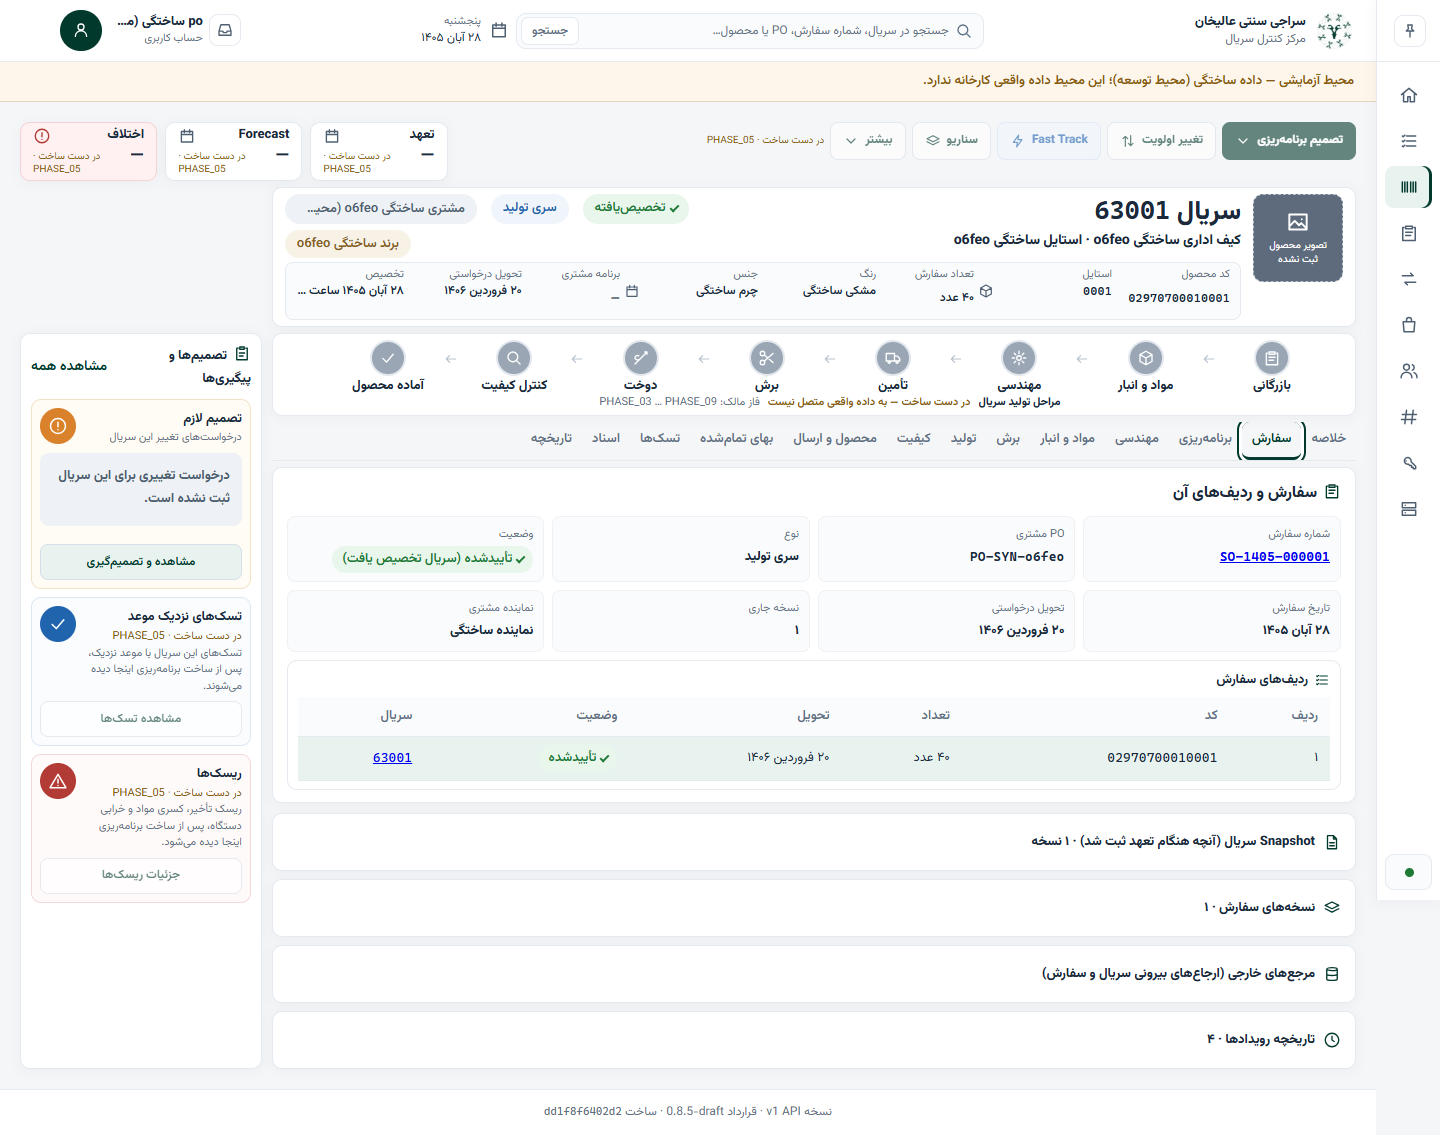 سراجی سنتی عالیخان
مرکز کنترل سریال
جستجو در سریال، شماره سفارش، PO یا محصول...
جستجو
پنجشنبه
۲۸ آبان ۱۴۰۵
po ساختگی (م...
حساب کاربری
محیط آزمایشی — داده ساختگی (محیط توسعه)؛ این محیط داده واقعی کارخانه ندارد.
تصمیم برنامه‌ریزی
تغییر اولویت
Fast Track
سناریو
بیشتر
در دست ساخت · PHASE_05
تعهد
—
در دست ساخت · PHASE_05
Forecast
—
در دست ساخت · PHASE_05
اختلاف
—
در دست ساخت · PHASE_05
تصویر محصول ثبت نشده
سریال 63001
کیف اداری ساختگی o6feo · استایل ساختگی o6feo
تخصیص‌یافته
سری تولید
مشتری ساختگی o6feo (محیـ...
برند ساختگی o6feo
کد محصول
02970700010001
استایل
0001
تعداد سفارش
۴۰ عدد
رنگ
مشکی ساختگی
جنس
چرم ساختگی
برنامه مشتری
—
تحویل درخواستی
۲۰ فروردین ۱۴۰۶
تخصیص
۲۸ آبان ۱۴۰۵ ساعت ...
بازرگانی
مواد و انبار
مهندسی
تأمین
برش
دوخت
کنترل کیفیت
آماده محصول
مراحل تولید سریال در دست ساخت — به داده واقعی متصل نیست فاز مالک: PHASE_03 … PHASE_09
خلاصه
سفارش
برنامه‌ریزی
مهندسی
مواد و انبار
برش
تولید
کیفیت
محصول و ارسال
بهای تمام‌شده
تسک‌ها
اسناد
تاریخچه
سفارش و ردیف‌های آن
شماره سفارش
SO-1405-000001
PO مشتری
PO-SYN-o6feo
نوع
سری تولید
وضعیت
تأییدشده (سریال تخصیص یافت)
تاریخ سفارش
۲۸ آبان ۱۴۰۵
تحویل درخواستی
۲۰ فروردین ۱۴۰۶
نسخه جاری
۱
نماینده مشتری
نماینده ساختگی
ردیف‌های سفارش
ردیف کد تعداد تحویل وضعیت سریال
۱ 02970700010001 ۴۰ عدد ۲۰ فروردین ۱۴۰۶ تأییدشده 63001
Snapshot سریال (آنچه هنگام تعهد ثبت شد) · ۱ نسخه
نسخه‌های سفارش · ۱
مرجع‌های خارجی (ارجاع‌های بیرونی سریال و سفارش)
تاریخچه رویدادها · ۴
تصمیم‌ها و پیگیری‌ها
مشاهده همه
تصمیم لازم
درخواست‌های تغییر این سریال
درخواست تغییری برای این سریال
ثبت نشده است.
مشاهده و تصمیم‌گیری
تسک‌های نزدیک موعد
در دست ساخت · PHASE_05
تسک‌های این سریال با موعد نزدیک،
پس از ساخت برنامه‌ریزی اینجا دیده
می‌شوند.
مشاهده تسک‌ها
ریسک‌ها
در دست ساخت · PHASE_05
ریسک تأخیر، کسری مواد و خرابی
دستگاه، پس از ساخت برنامه‌ریزی
اینجا دیده می‌شود.
جزئیات ریسک‌ها
نسخه v1 API · قرارداد 0.8.5-draft · ساخت dd1f8f6402d2